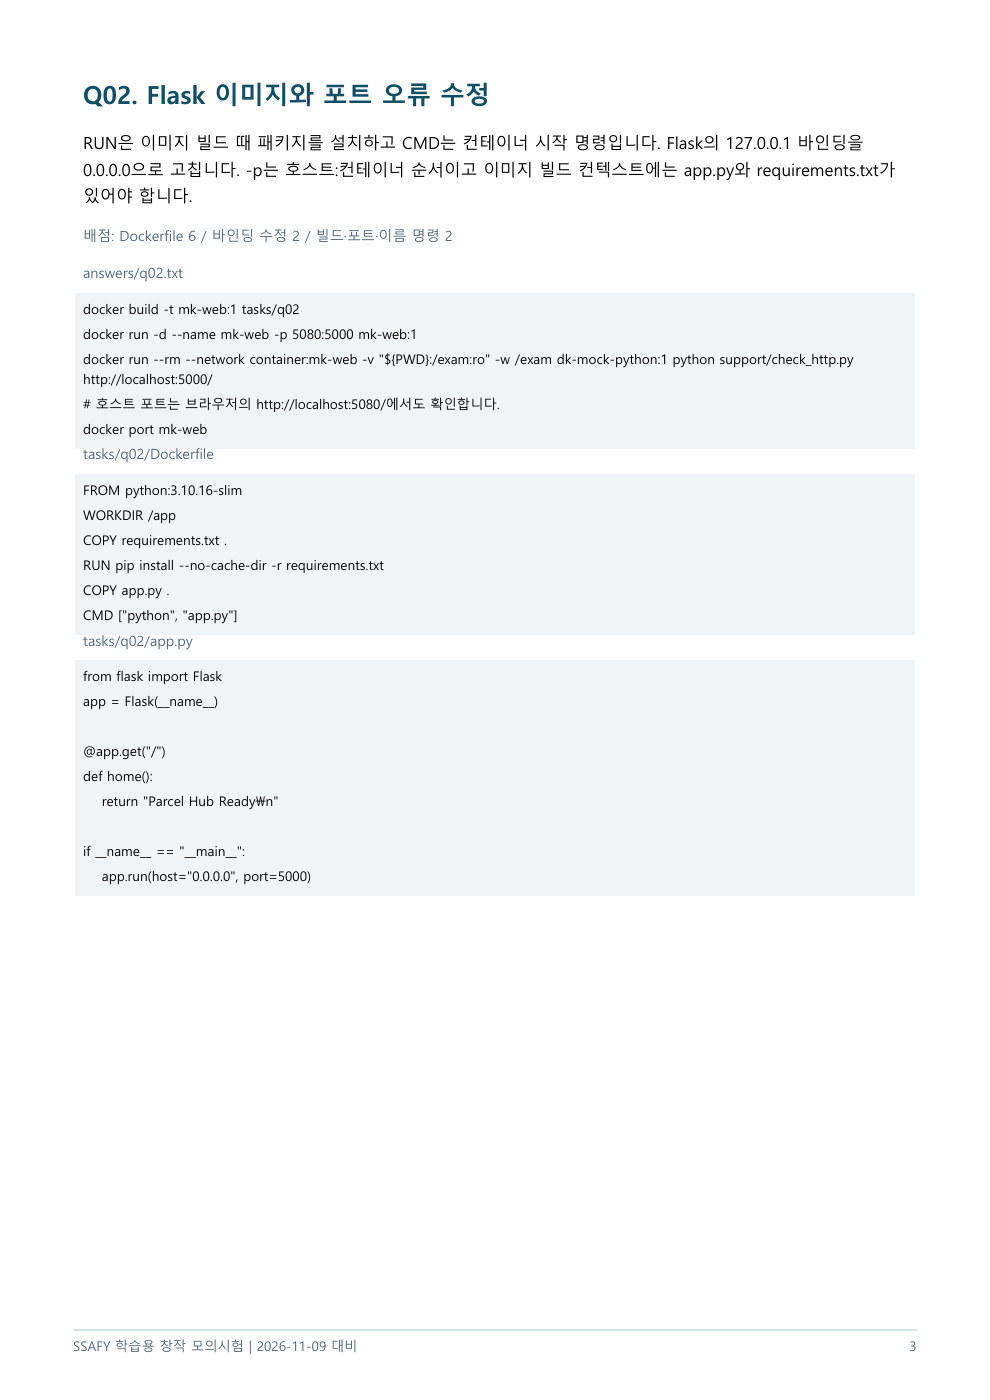 Q02. Flask 이미지와 포트 오류 수정
RUN은 이미지 빌드 때 패키지를 설치하고 CMD는 컨테이너 시작 명령입니다. Flask의 127.0.0.1 바인딩을
0.0.0.0으로 고칩니다. -p는 호스트:컨테이너 순서이고 이미지 빌드 컨텍스트에는 app.py와 requirements.txt가
있어야 합니다.
배점: Dockerfile 6 / 바인딩 수정 2 / 빌드·포트·이름 명령 2
answers/q02.txt
docker build -t mk-web:1 tasks/q02
docker run -d --name mk-web -p 5080:5000 mk-web:1
docker run --rm --network container:mk-web -v "${PWD}:/exam:ro" -w /exam dk-mock-python:1 python support/check_http.py
http://localhost:5000/
# 호스트 포트는 브라우저의 http://localhost:5080/에서도 확인합니다.
docker port mk-web
tasks/q02/Dockerfile
FROM python:3.10.16-slim
WORKDIR /app
COPY requirements.txt .
RUN pip install --no-cache-dir -r requirements.txt
COPY app.py .
CMD ["python", "app.py"]
tasks/q02/app.py
from flask import Flask
app = Flask(__name__)
@app.get("/")
def home():
    return "Parcel Hub Ready₩n"
if __name__ == "__main__":
    app.run(host="0.0.0.0", port=5000)
SSAFY 학습용 창작 모의시험 | 2026-11-09 대비
3